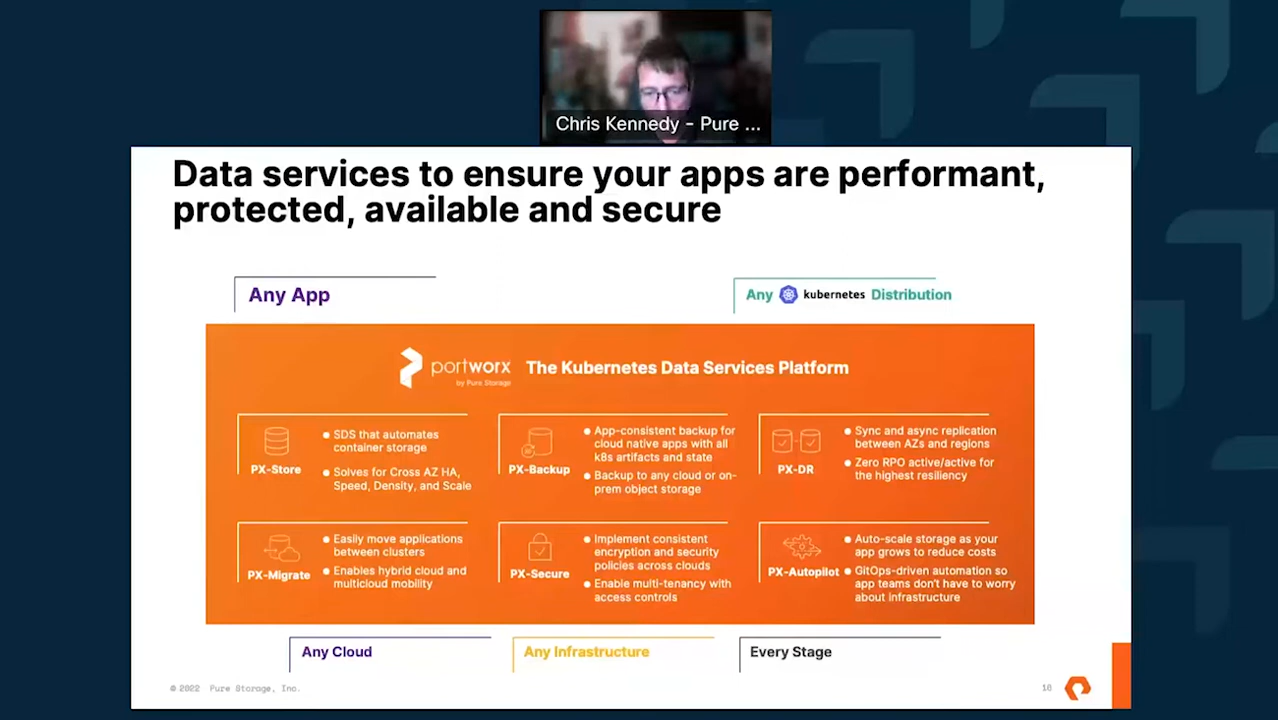 Chris Kennedy - Pure ...
Data services to ensure your apps are performant,
protected, available and secure
Any App
Any kubernetes Distribution
portworx
by Pure Storage
The Kubernetes Data Services Platform
PX-Store
● SDS that automates
container storage
● Solves for Cross AZ HA,
Speed, Density, and Scale
PX-Backup
● App-consistent backup for
cloud native apps with all
k8s artifacts and state
● Backup to any cloud or on-
prem object storage
PX-DR
● Sync and async replication
between AZs and regions
● Zero RPO active/active for
the highest resiliency
PX-Migrate
● Easily move applications
between clusters
● Enables hybrid cloud and
multicloud mobility
PX-Secure
● Implement consistent
encryption and security
policies across clouds
● Enable multi-tenancy with
access controls
PX-Autopilot
● Auto-scale storage as your
app grows to reduce costs
● GitOps-driven automation so
app teams don't have to worry
about infrastructure
Any Cloud
Any Infrastructure
Every Stage
© 2022 Pure Storage, Inc.